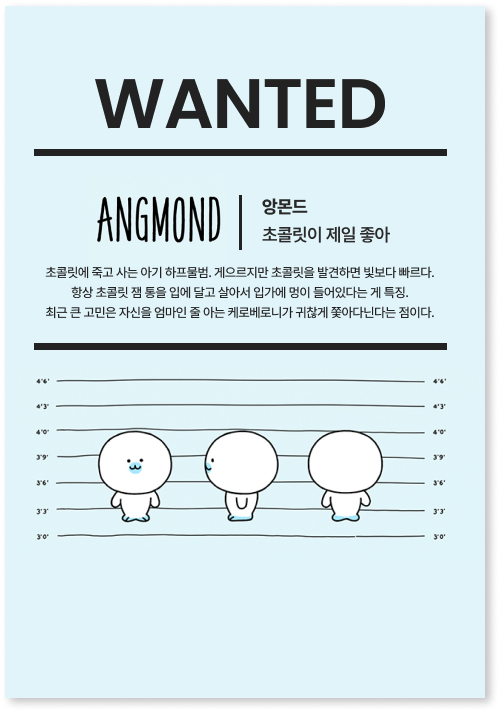 WANTED
ANGMOND
앙몬드
초콜릿이 제일 좋아
초콜릿에 죽고 사는 아기 하프물범. 게으르지만 초콜릿을 발견하면 빛보다 빠르다.
항상 초콜릿 잼 통을 입에 달고 살아서 입가에 멍이 들어있다는 게 특징.
최근 큰 고민은 자신을 엄마인 줄 아는 케로베로니가 귀찮게 쫓아다닌다는 점이다.
4'6" 4'6"
4'3" 4'3"
4'0" 4'0"
3'9" 3'9"
3'6" 3'6"
3'3" 3'3"
3'0" 3'0"